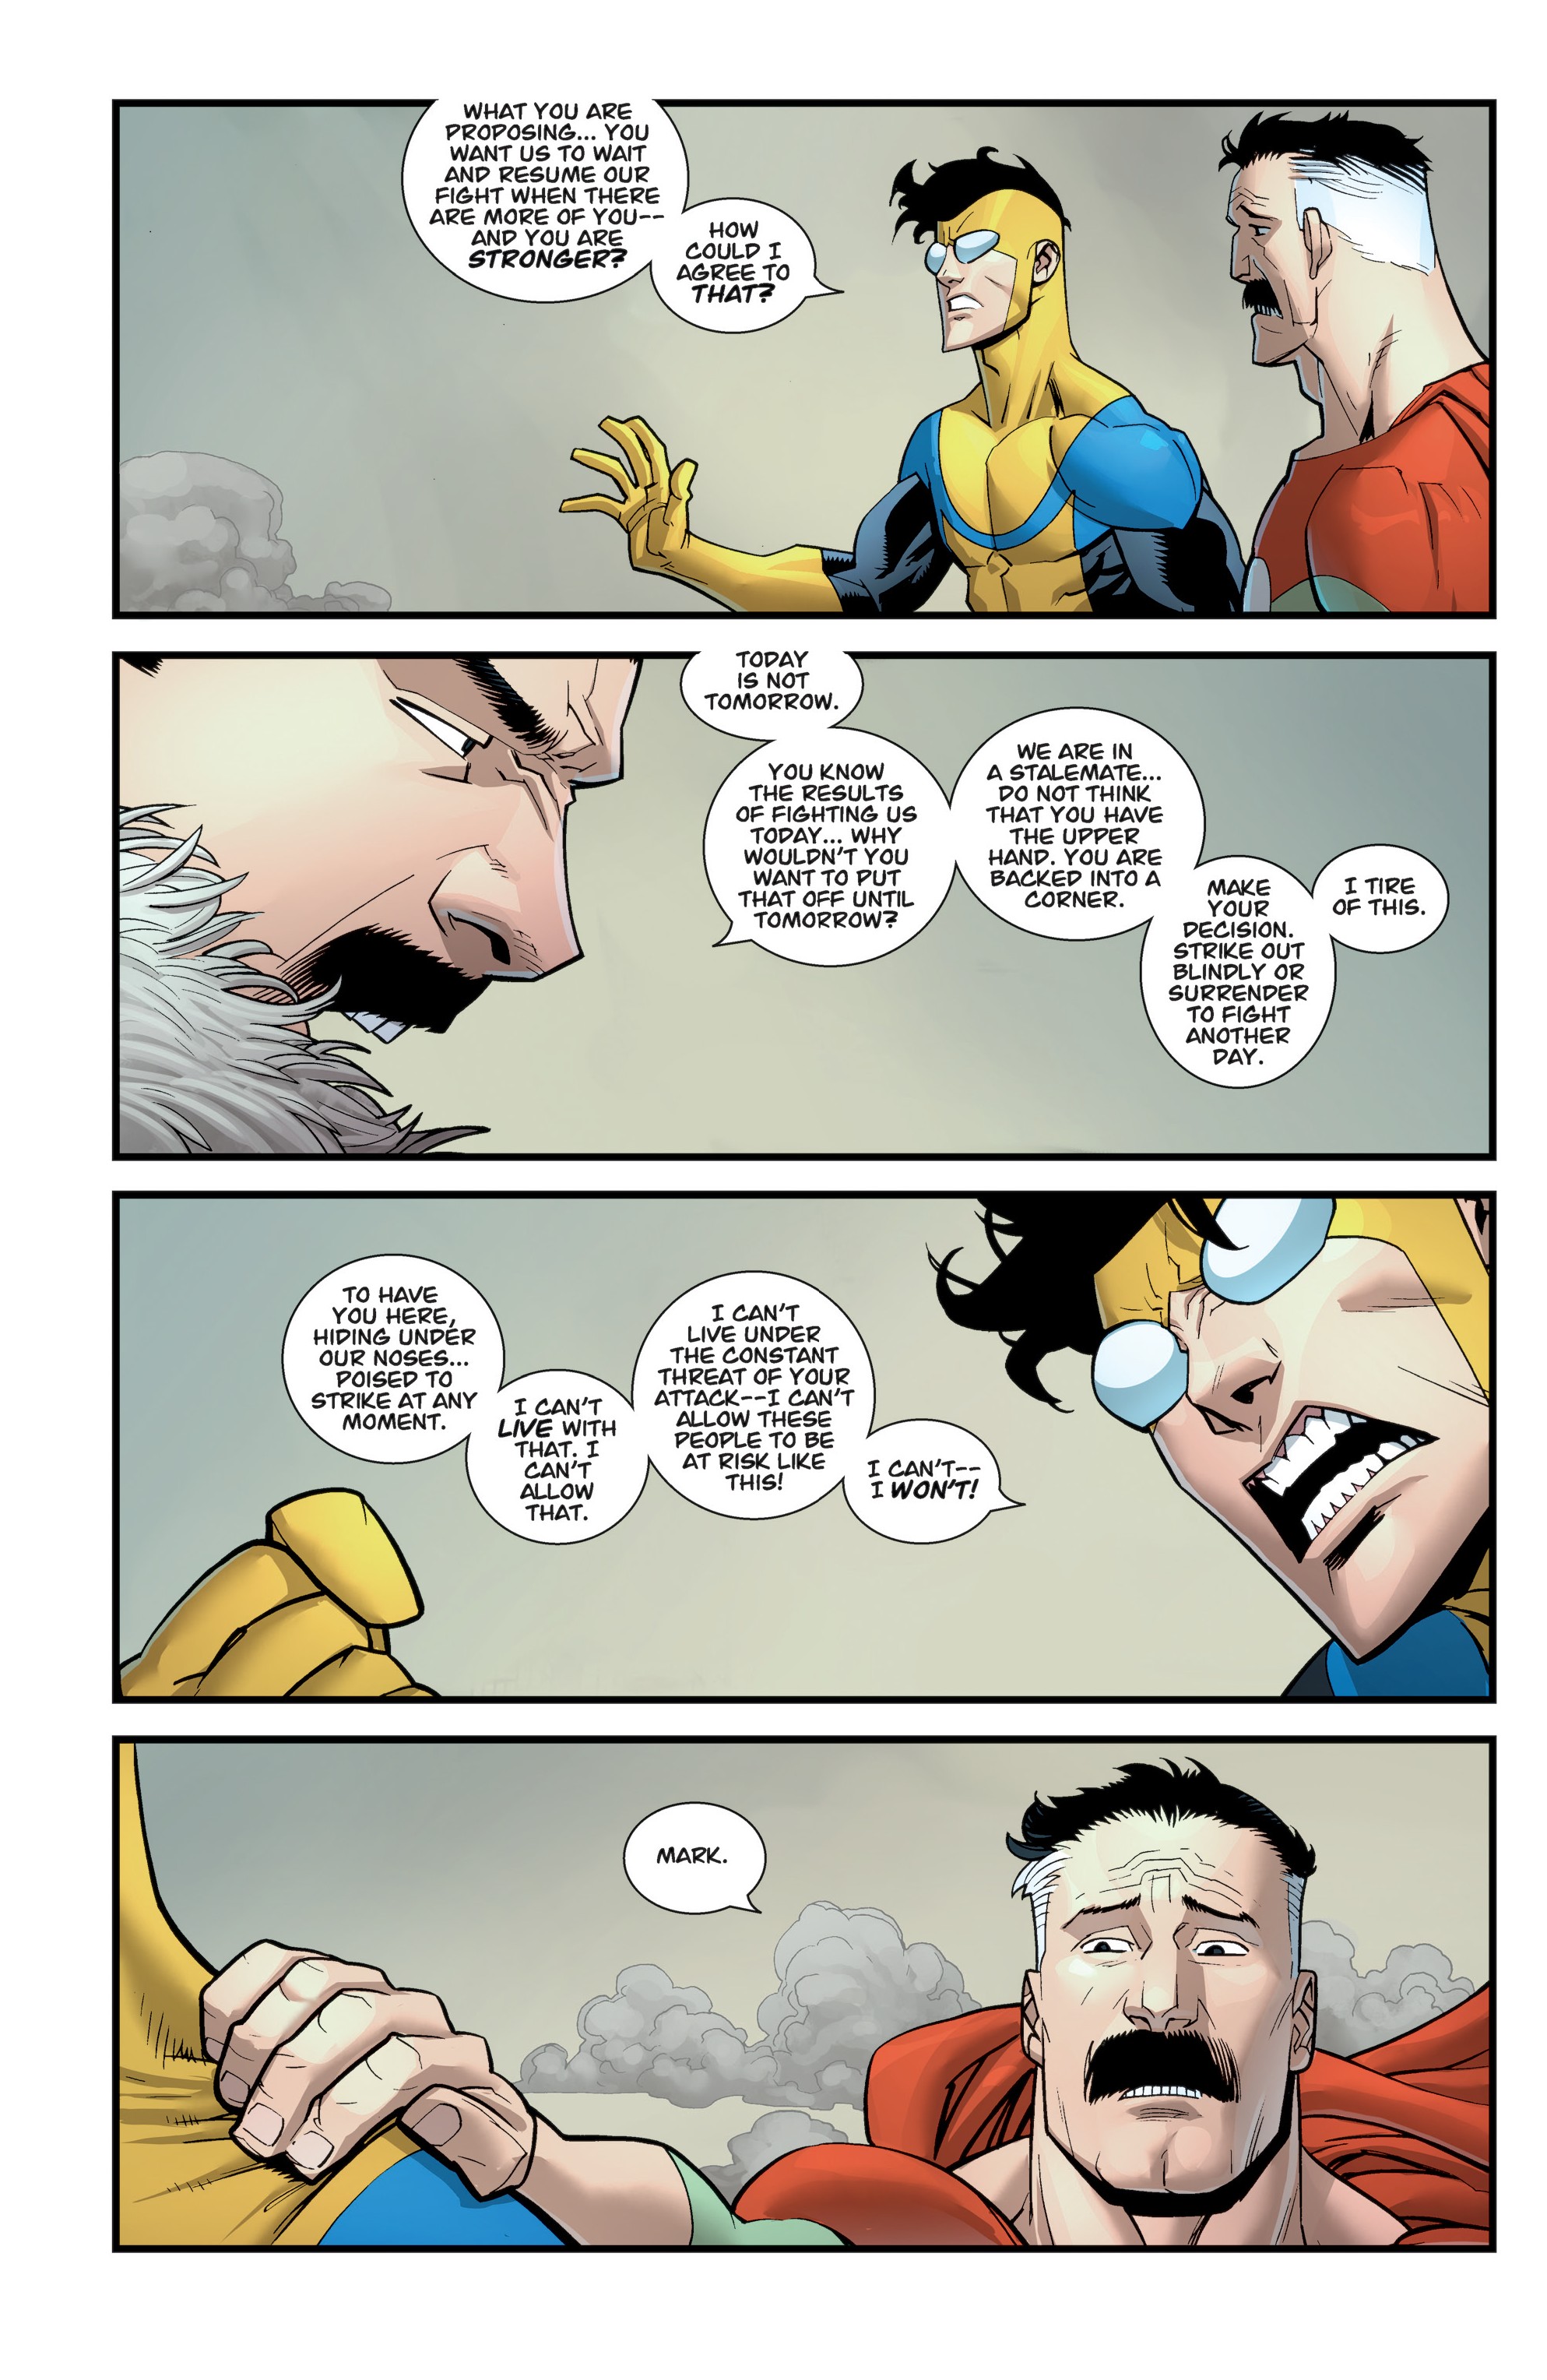 WHAT YOU ARE
PROPOSING... YOU
WANT US TO WAIT
AND RESUME OUR
FIGHT WHEN THERE
ARE MORE OF YOU--
AND YOU ARE
STRONGER?
HOW
COULD I
AGREE TO
THAT?
TODAY
IS NOT
TOMORROW.
YOU KNOW
THE RESULTS
OF FIGHTING US
TODAY... WHY
WOULDN'T YOU
WANT TO PUT
THAT OFF UNTIL
TOMORROW?
WE ARE IN
A STALEMATE...
DO NOT THINK
THAT YOU HAVE
THE UPPER
HAND. YOU ARE
BACKED INTO A
CORNER.
MAKE
YOUR
DECISION.
STRIKE OUT
BLINDLY OR
SURRENDER
TO FIGHT
ANOTHER
DAY.
I TIRE
OF THIS.
TO HAVE
YOU HERE,
HIDING UNDER
OUR NOSES...
POISED TO
STRIKE AT ANY
MOMENT.
I CAN'T
LIVE WITH
THAT. I
CAN'T
ALLOW
THAT.
I CAN'T
LIVE UNDER
THE CONSTANT
THREAT OF YOUR
ATTACK--I CAN'T
ALLOW THESE
PEOPLE TO BE
AT RISK LIKE
THIS!
I CAN'T--
I WON'T!
MARK.